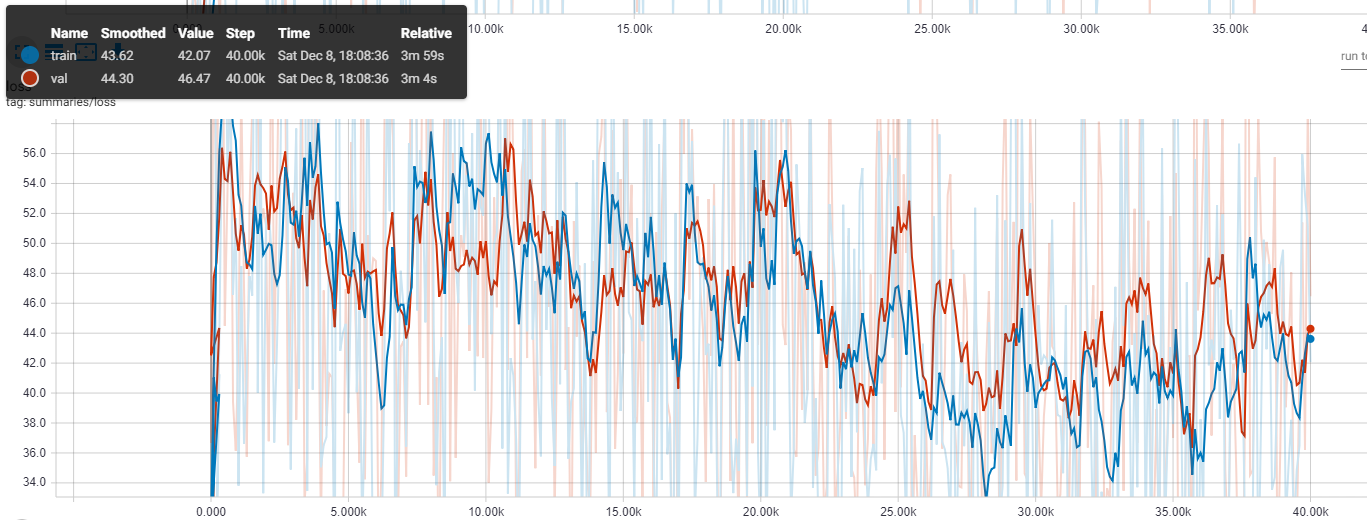 0.000 5.000k 10.00k 15.00k 20.00k 25.00k 30.00k 35.00k 4
Name Smoothed Value Step Time Relative
train 43.62 42.07 40.00k Sat Dec 8, 18:08:36 3m 59s
val 44.30 46.47 40.00k Sat Dec 8, 18:08:36 3m 4s
run to
loss
tag: summaries/loss
56.0
54.0
52.0
50.0
48.0
46.0
44.0
42.0
40.0
38.0
36.0
34.0
0.000 5.000k 10.00k 15.00k 20.00k 25.00k 30.00k 35.00k 40.00k